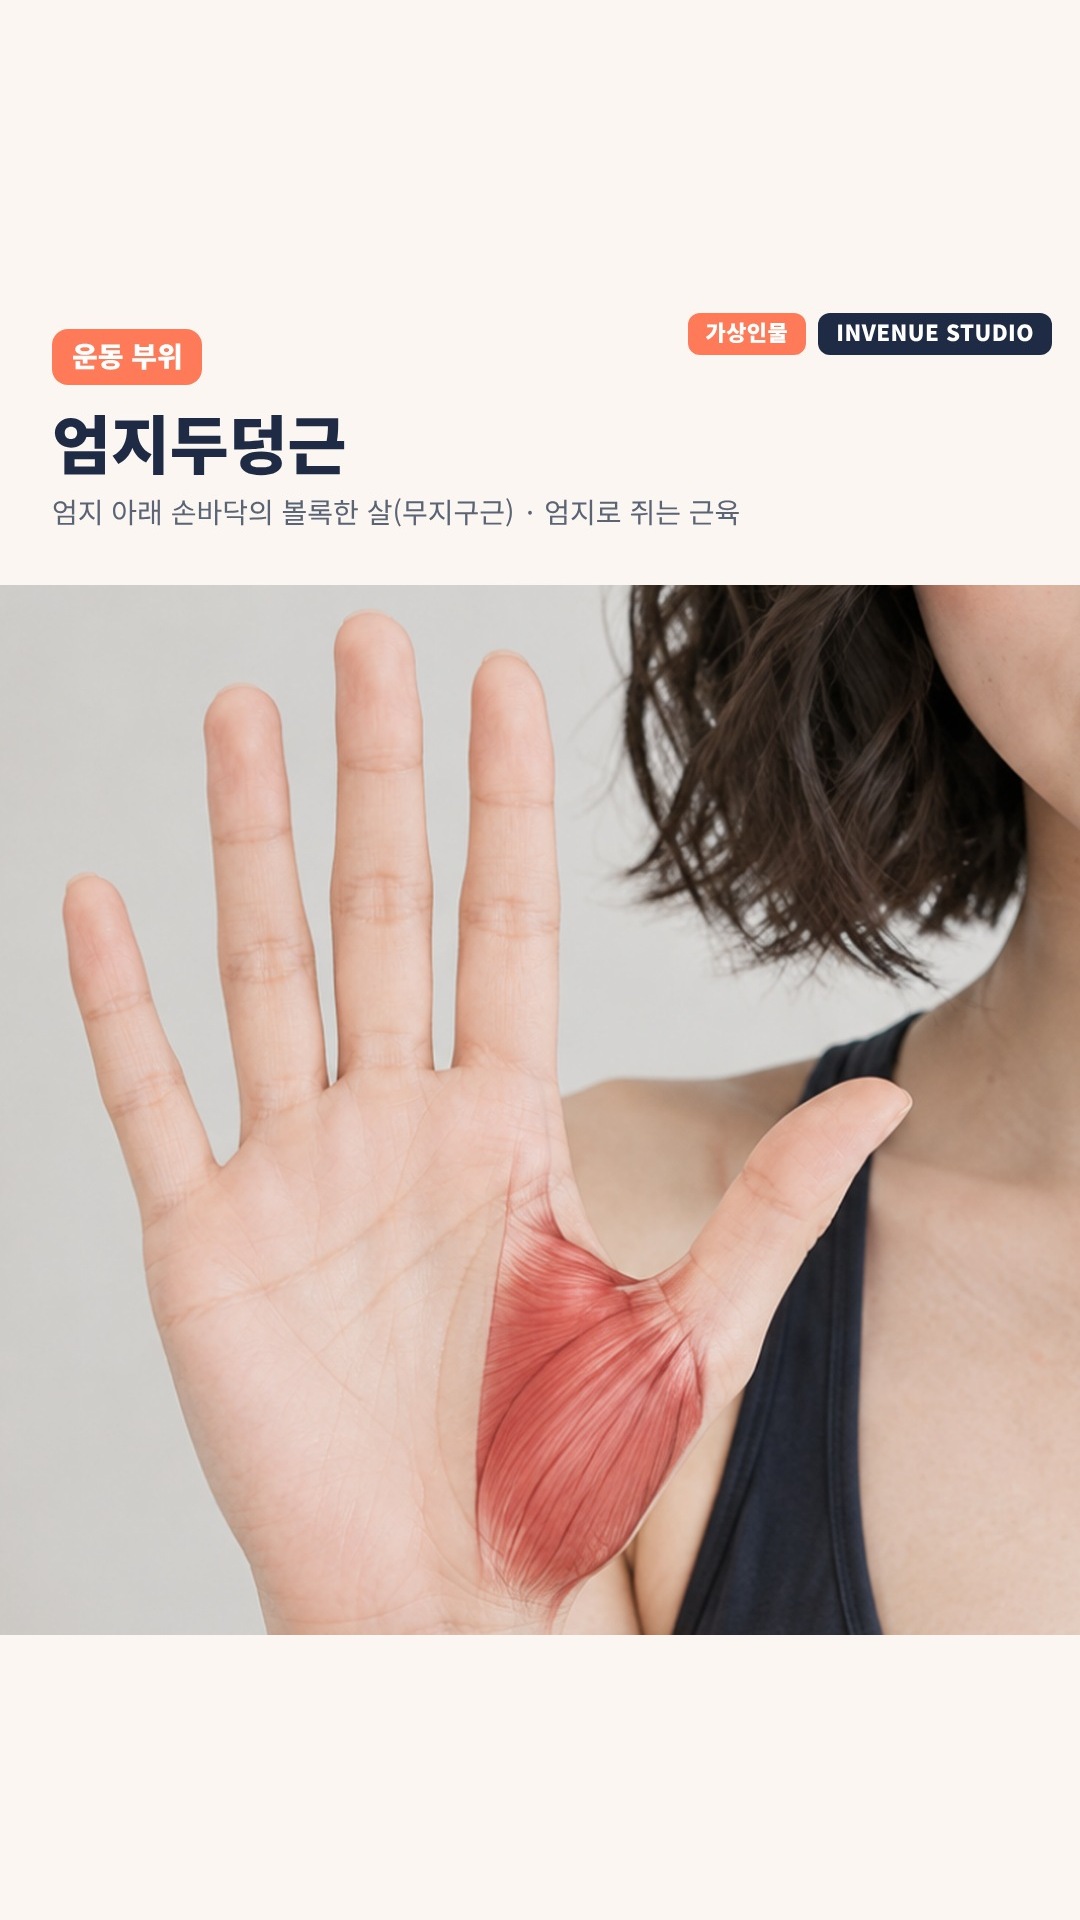 가상인물
INVENUE STUDIO
운동 부위
엄지두덩근
엄지 아래 손바닥의 볼록한 살(무지구근) · 엄지로 쥐는 근육